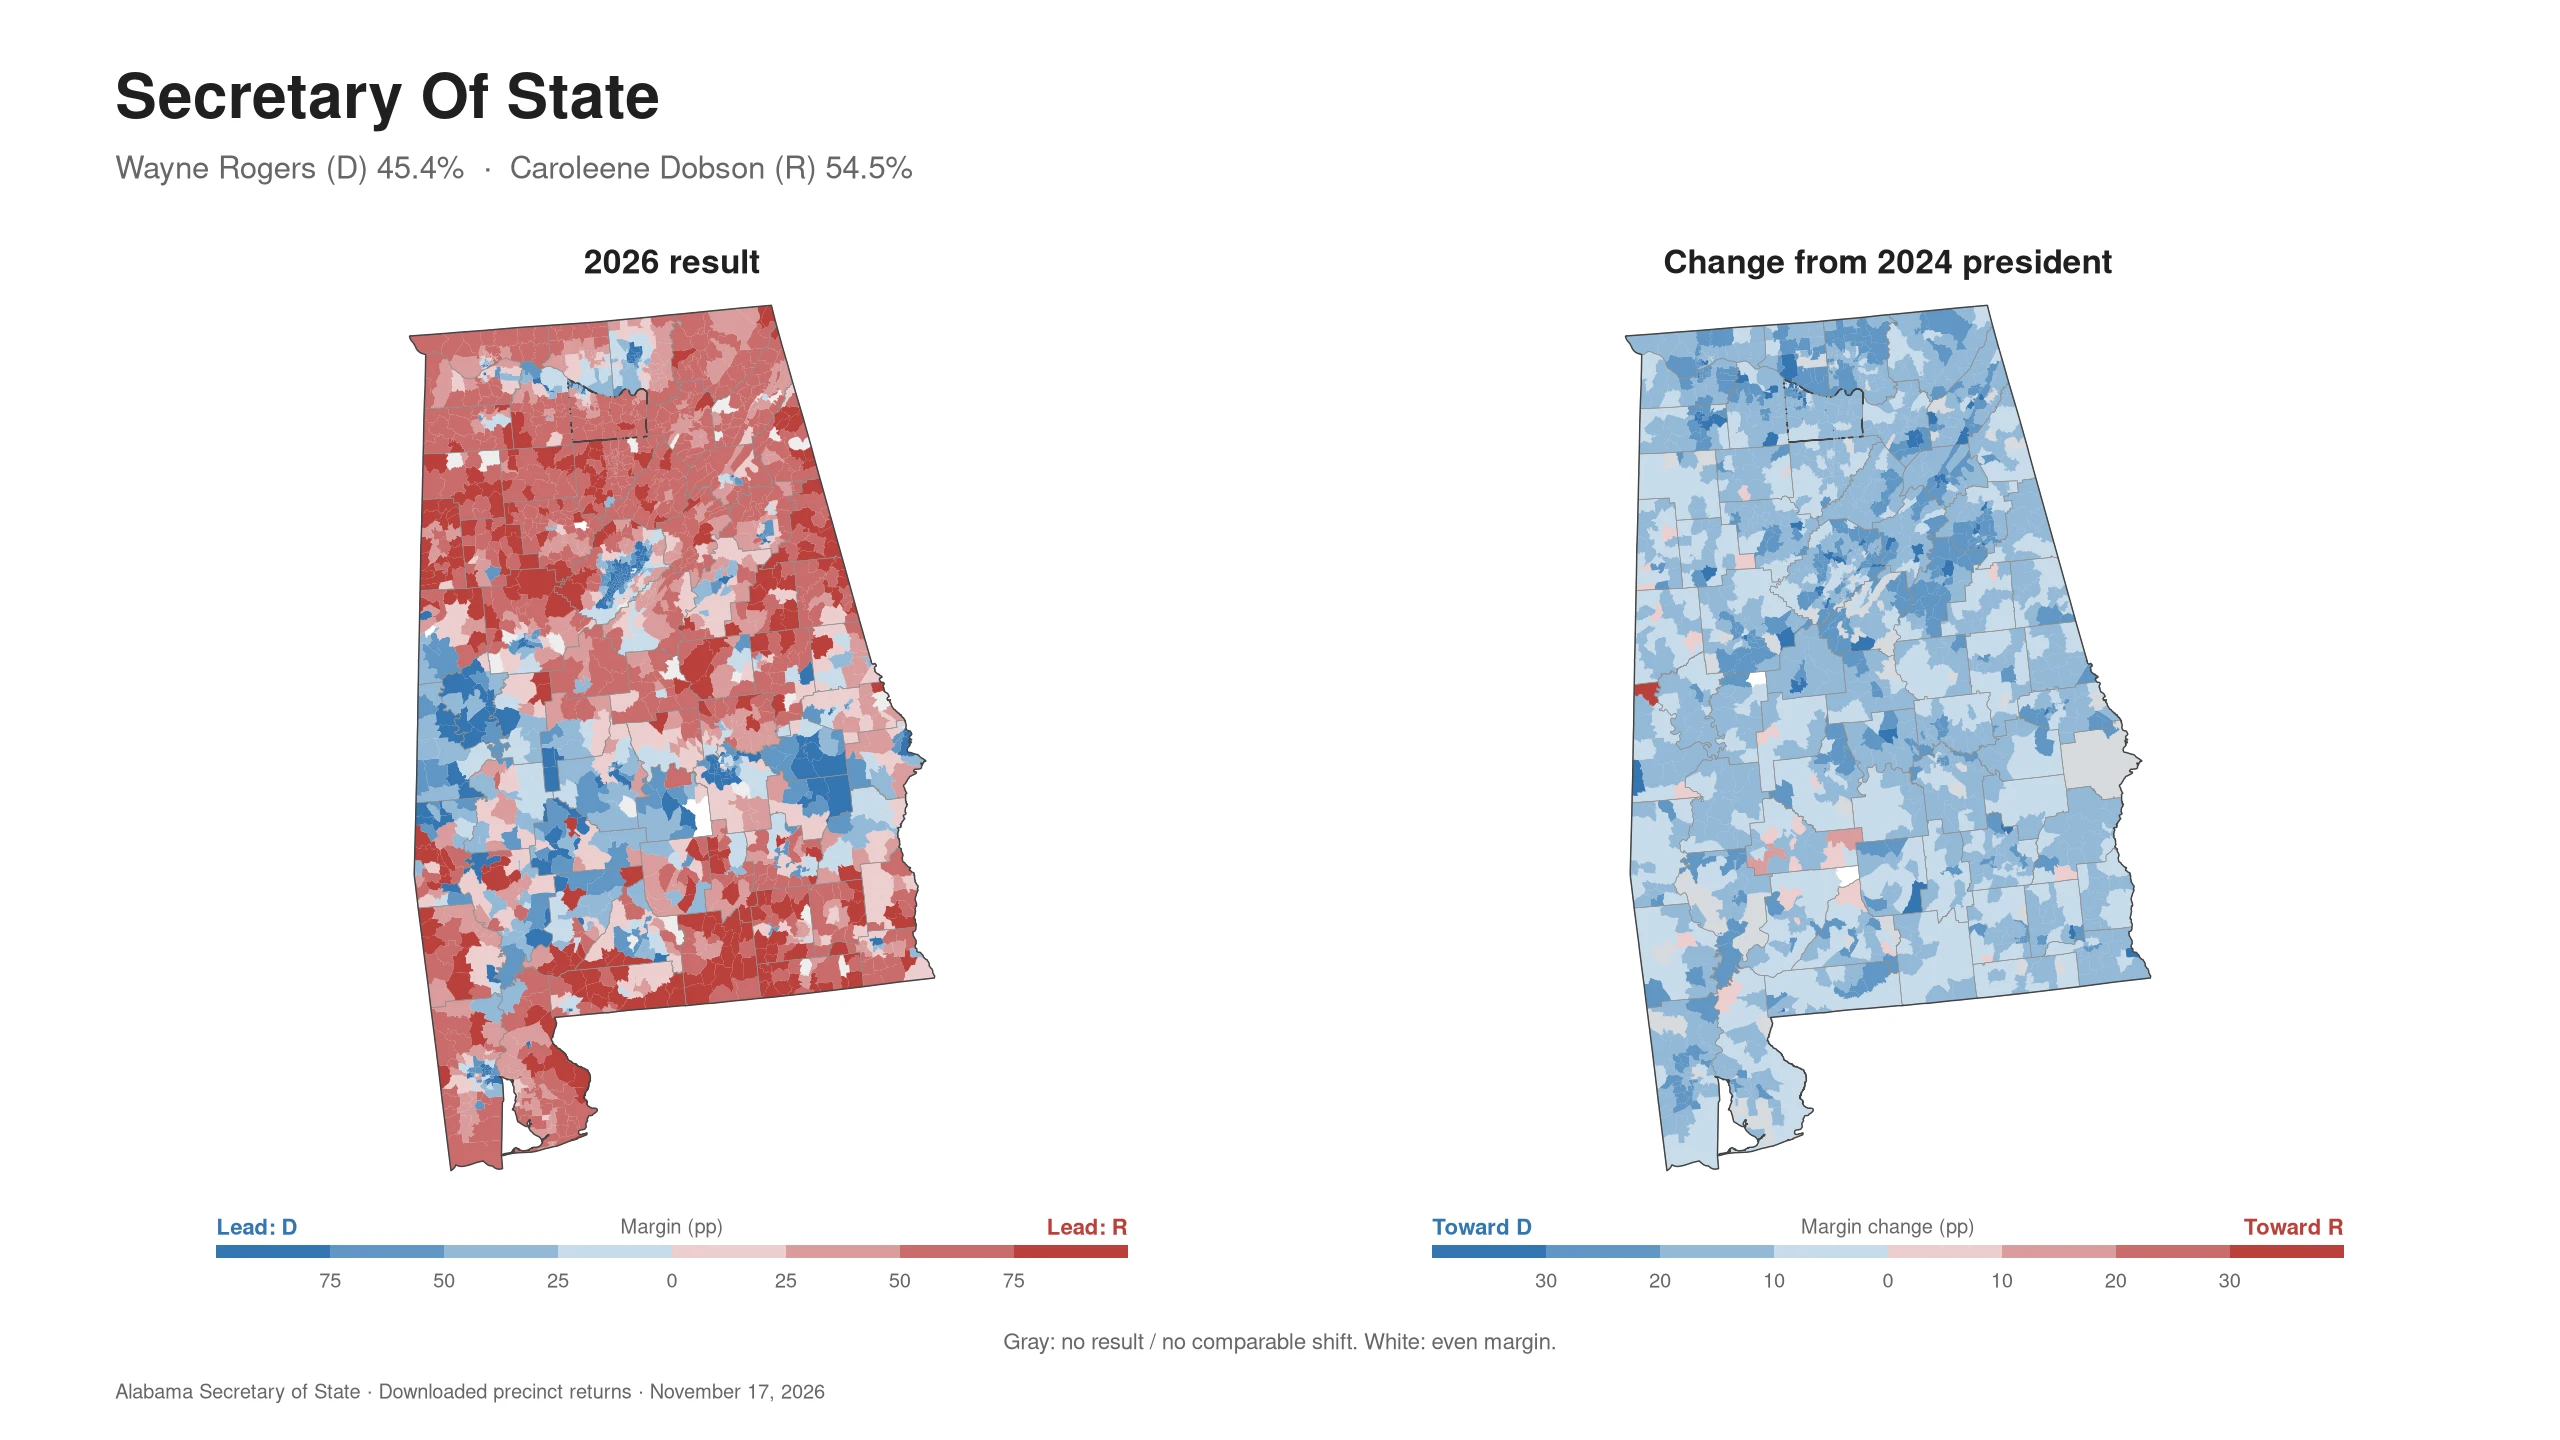 Secretary Of State
Wayne Rogers (D) 45.4% · Caroleene Dobson (R) 54.5%
2026 result
Change from 2024 president
Lead: D
Margin (pp)
Lead: R
75 50 25 0 25 50 75
Toward D
Margin change (pp)
Toward R
30 20 10 0 10 20 30
Gray: no result / no comparable shift. White: even margin.
Alabama Secretary of State · Downloaded precinct returns · November 17, 2026